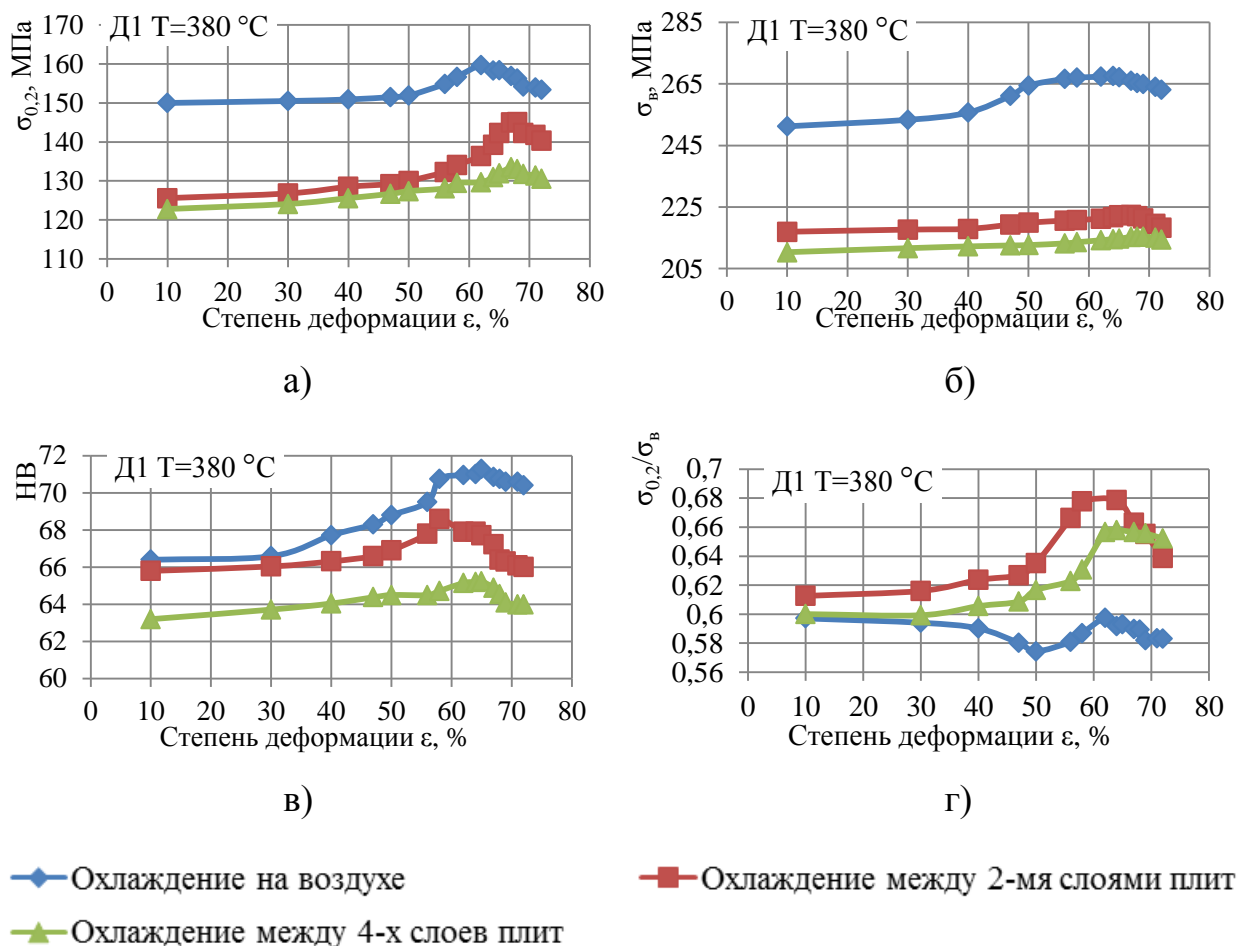 Д1 T=380 °C
σ0,2, МПа
170
160
150
140
130
120
110
0 10 20 30 40 50 60 70 80
Степень деформации ε, %
а)
Д1 T=380 °C
σв, МПа
285
265
245
225
205
0 10 20 30 40 50 60 70 80
Степень деформации ε, %
б)
Д1 T=380 °C
HB
72
70
68
66
64
62
60
0 10 20 30 40 50 60 70 80
Степень деформации ε, %
в)
σ0,2/σв
Д1 T=380 °C
0,7
0,68
0,66
0,64
0,62
0,6
0,58
0,56
0 10 20 30 40 50 60 70 80
Степень деформации ε, %
г)
Охлаждение на воздухе
Охлаждение между 2-мя слоями плит
Охлаждение между 4-х слоев плит